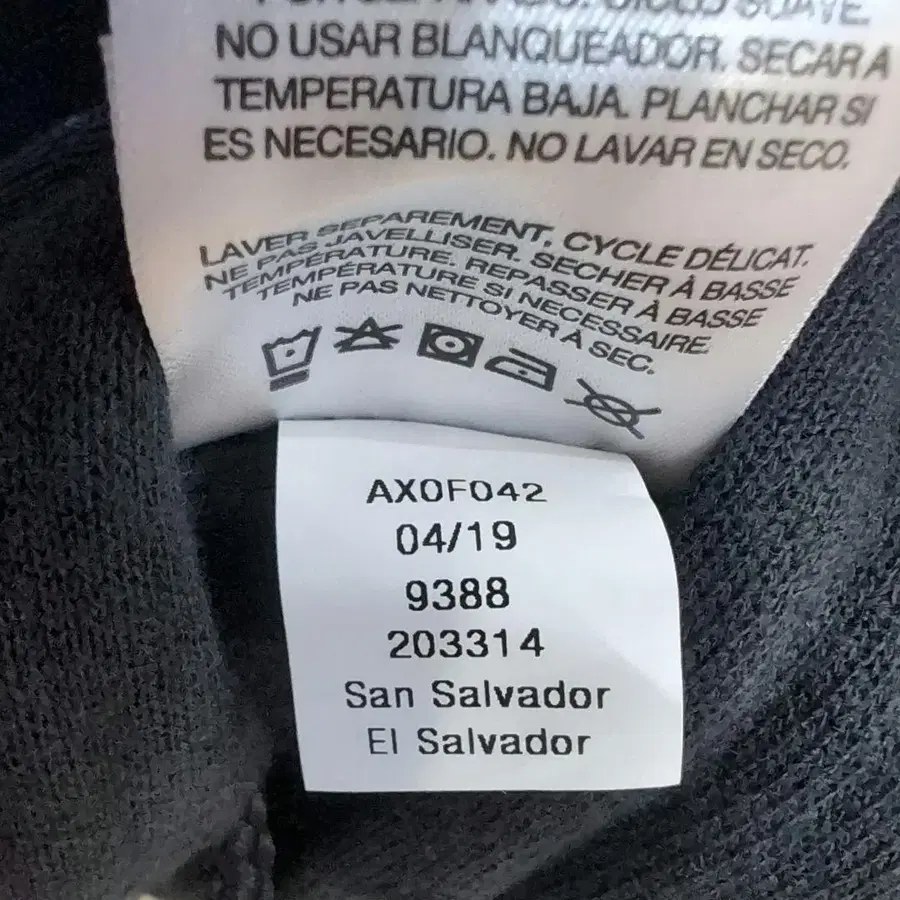 SUAVE.
NO USAR BLANQUEADOR. SECAR A
TEMPERATURA BAJA. PLANCHAR SI
ES NECESARIO. NO LAVAR EN SECO.
LAVER SEPAREMENT, CYCLE DÉLICAT.
NE PAS JAVELLISER. SECHER À BASSE
TEMPÉRATURE. REPASSER À BASSE
TEMPÉRATURE SI NECESSAIRE.
NE PAS NETTOYER À SEC.
AX0F042
04/19
9388
203314
San Salvador
El Salvador